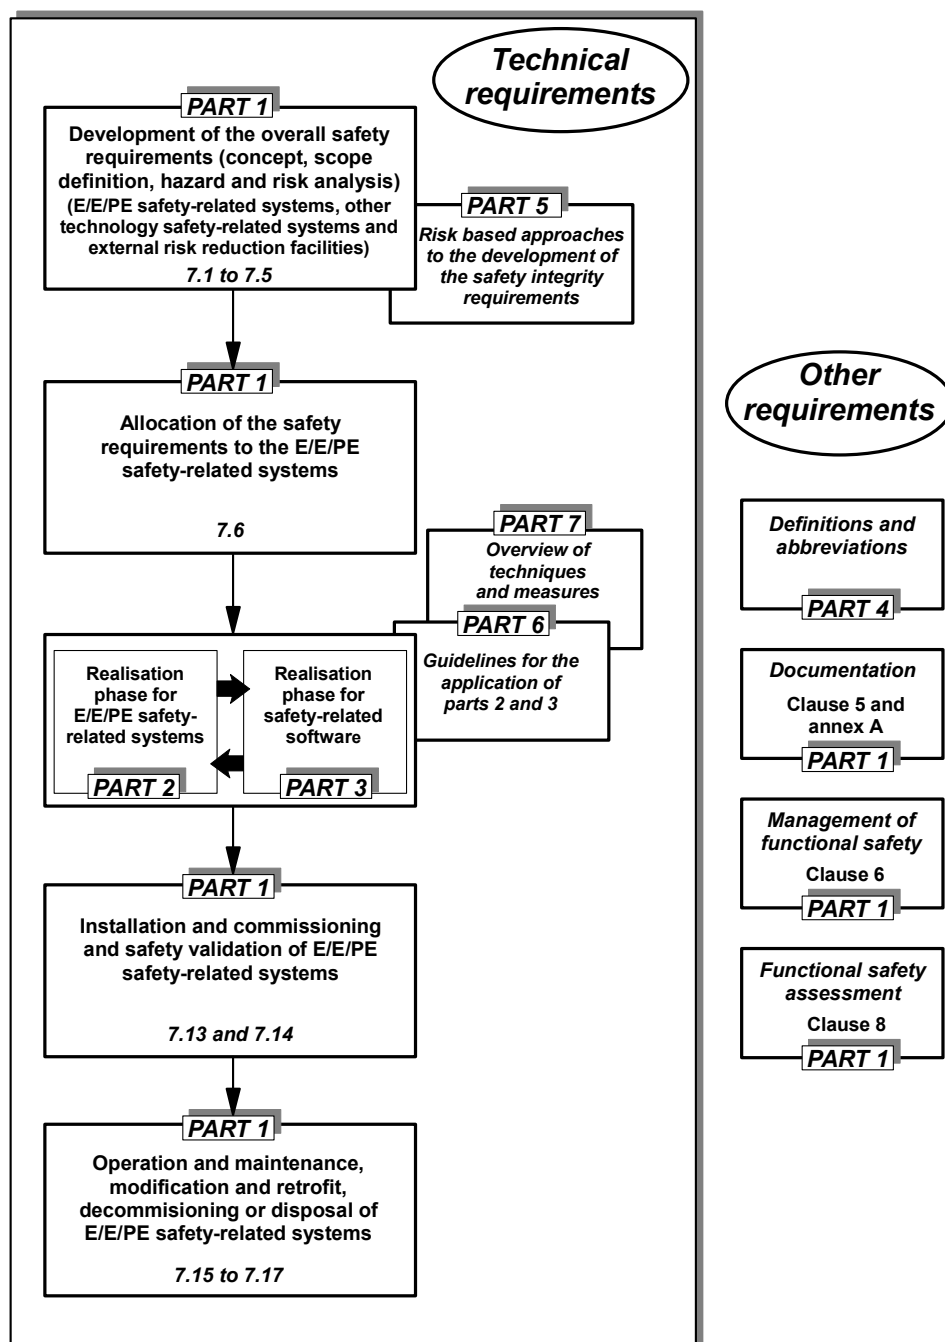 Technical
requirements
PART 1
Development of the overall safety
requirements (concept, scope
definition, hazard and risk analysis)
(E/E/PE safety-related systems, other
technology safety-related systems and
external risk reduction facilities)
7.1 to 7.5
PART 5
Risk based approaches
to the development of
the safety integrity
requirements
PART 1
Allocation of the safety
requirements to the E/E/PE
safety-related systems
7.6
PART 7
Overview of
techniques
and measures
PART 6
Guidelines for the
application of
parts 2 and 3
Realisation
phase for
E/E/PE safety-
related systems
PART 2
Realisation
phase for
safety-related
software
PART 3
PART 1
Installation and commissioning
and safety validation of E/E/PE
safety-related systems
7.13 and 7.14
PART 1
Operation and maintenance,
modification and retrofit,
decommisioning or disposal of
E/E/PE safety-related systems
7.15 to 7.17
Other
requirements
Definitions and
abbreviations
PART 4
Documentation
Clause 5 and
annex A
PART 1
Management of
functional safety
Clause 6
PART 1
Functional safety
assessment
Clause 8
PART 1